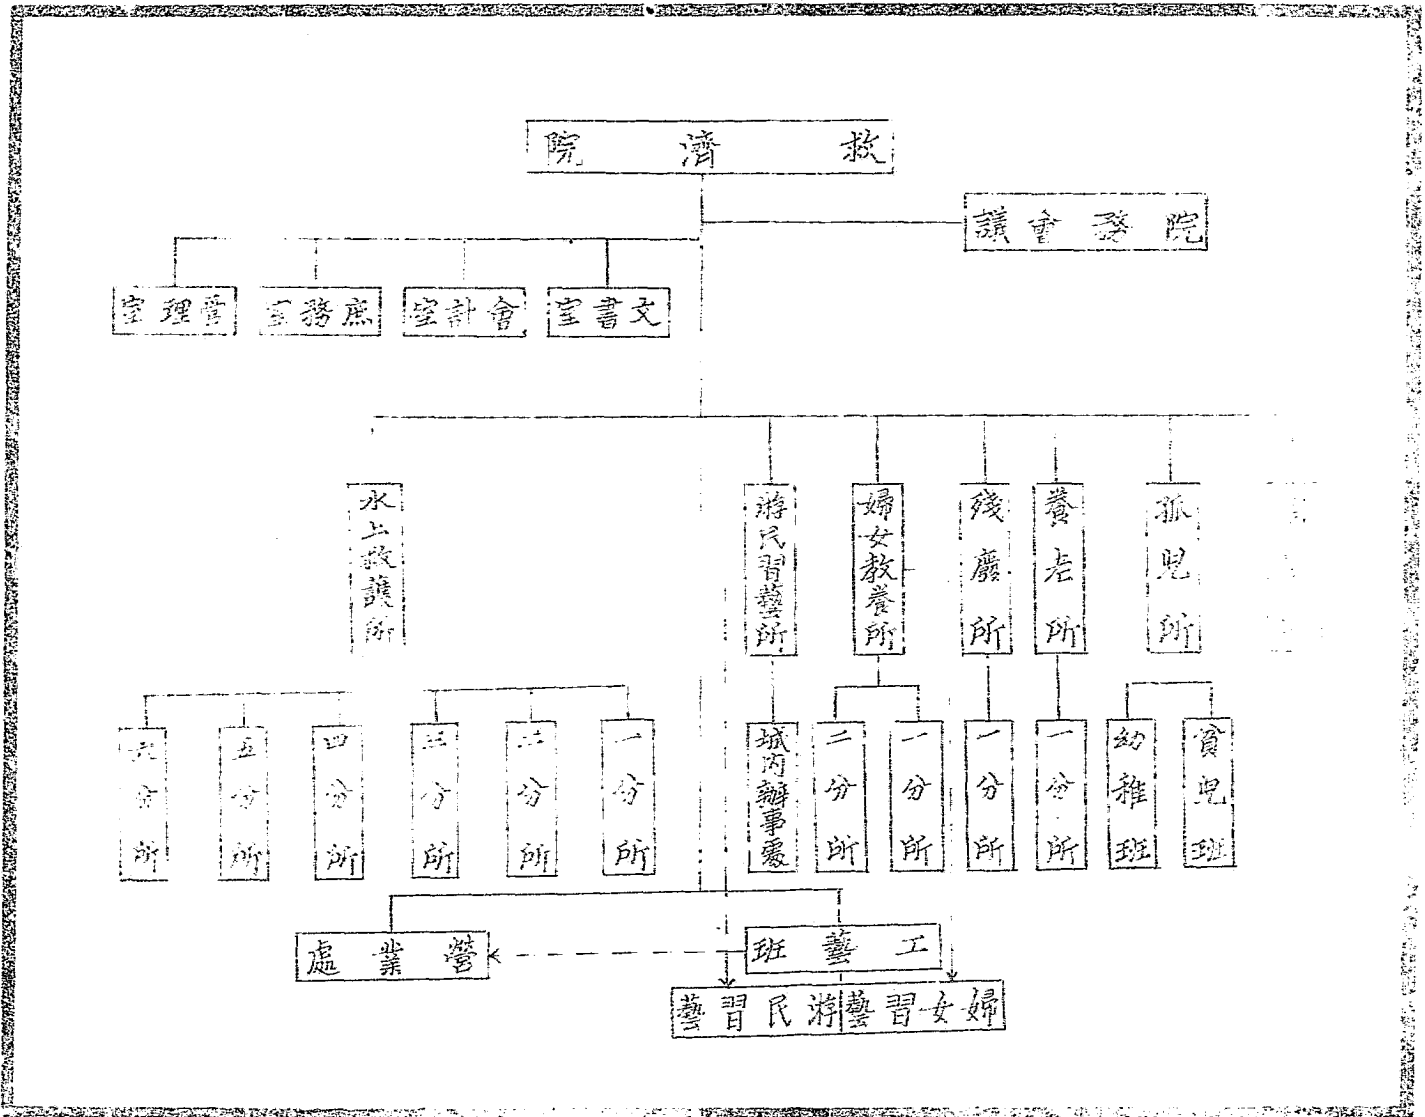 救濟院
院務會議
文書室
會計室
庶務室
管理室
孤兒所
養老所
殘廢所
婦女教養所
游民習藝所
水上救護所
貧兒班
幼稚班
一分所
一分所
一分所
二分所
城內辦事處
一分所
二分所
三分所
四分所
五分所
六分所
工藝班
營業處
婦女習藝
游民習藝